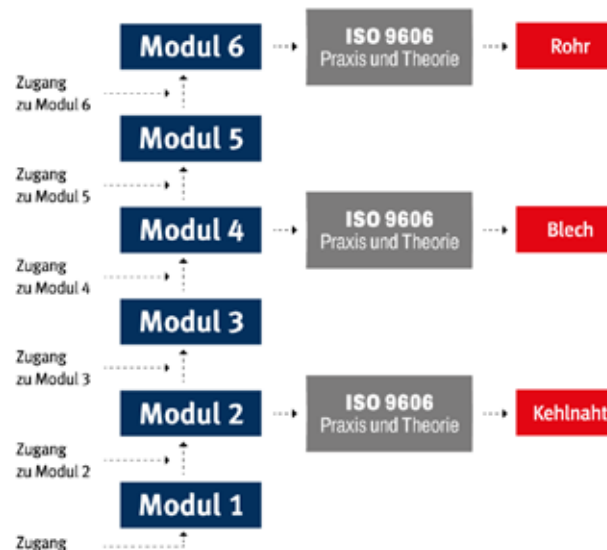 Modul 6
ISO 9606
Praxis und Theorie
Rohr
Zugang
zu Modul 6
Modul 5
Zugang
zu Modul 5
Modul 4
ISO 9606
Praxis und Theorie
Blech
Zugang
zu Modul 4
Modul 3
Zugang
zu Modul 3
Modul 2
ISO 9606
Praxis und Theorie
Kehlnaht
Zugang
zu Modul 2
Modul 1
Zugang